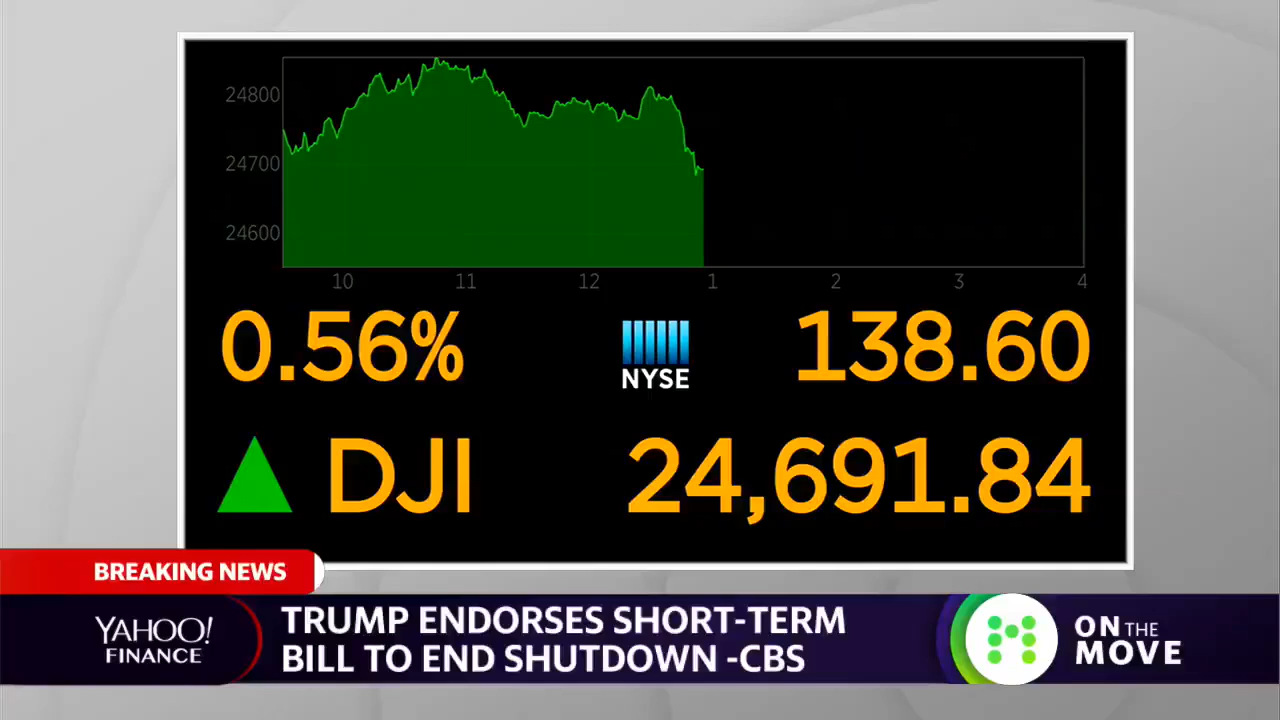 24800
24700
24600
10 11 12 1 2 3 4
0.56% NYSE 138.60
DJI 24,691.84
BREAKING NEWS
YAHOO!
FINANCE
TRUMP ENDORSES SHORT-TERM
BILL TO END SHUTDOWN -CBS
ON THE
MOVE